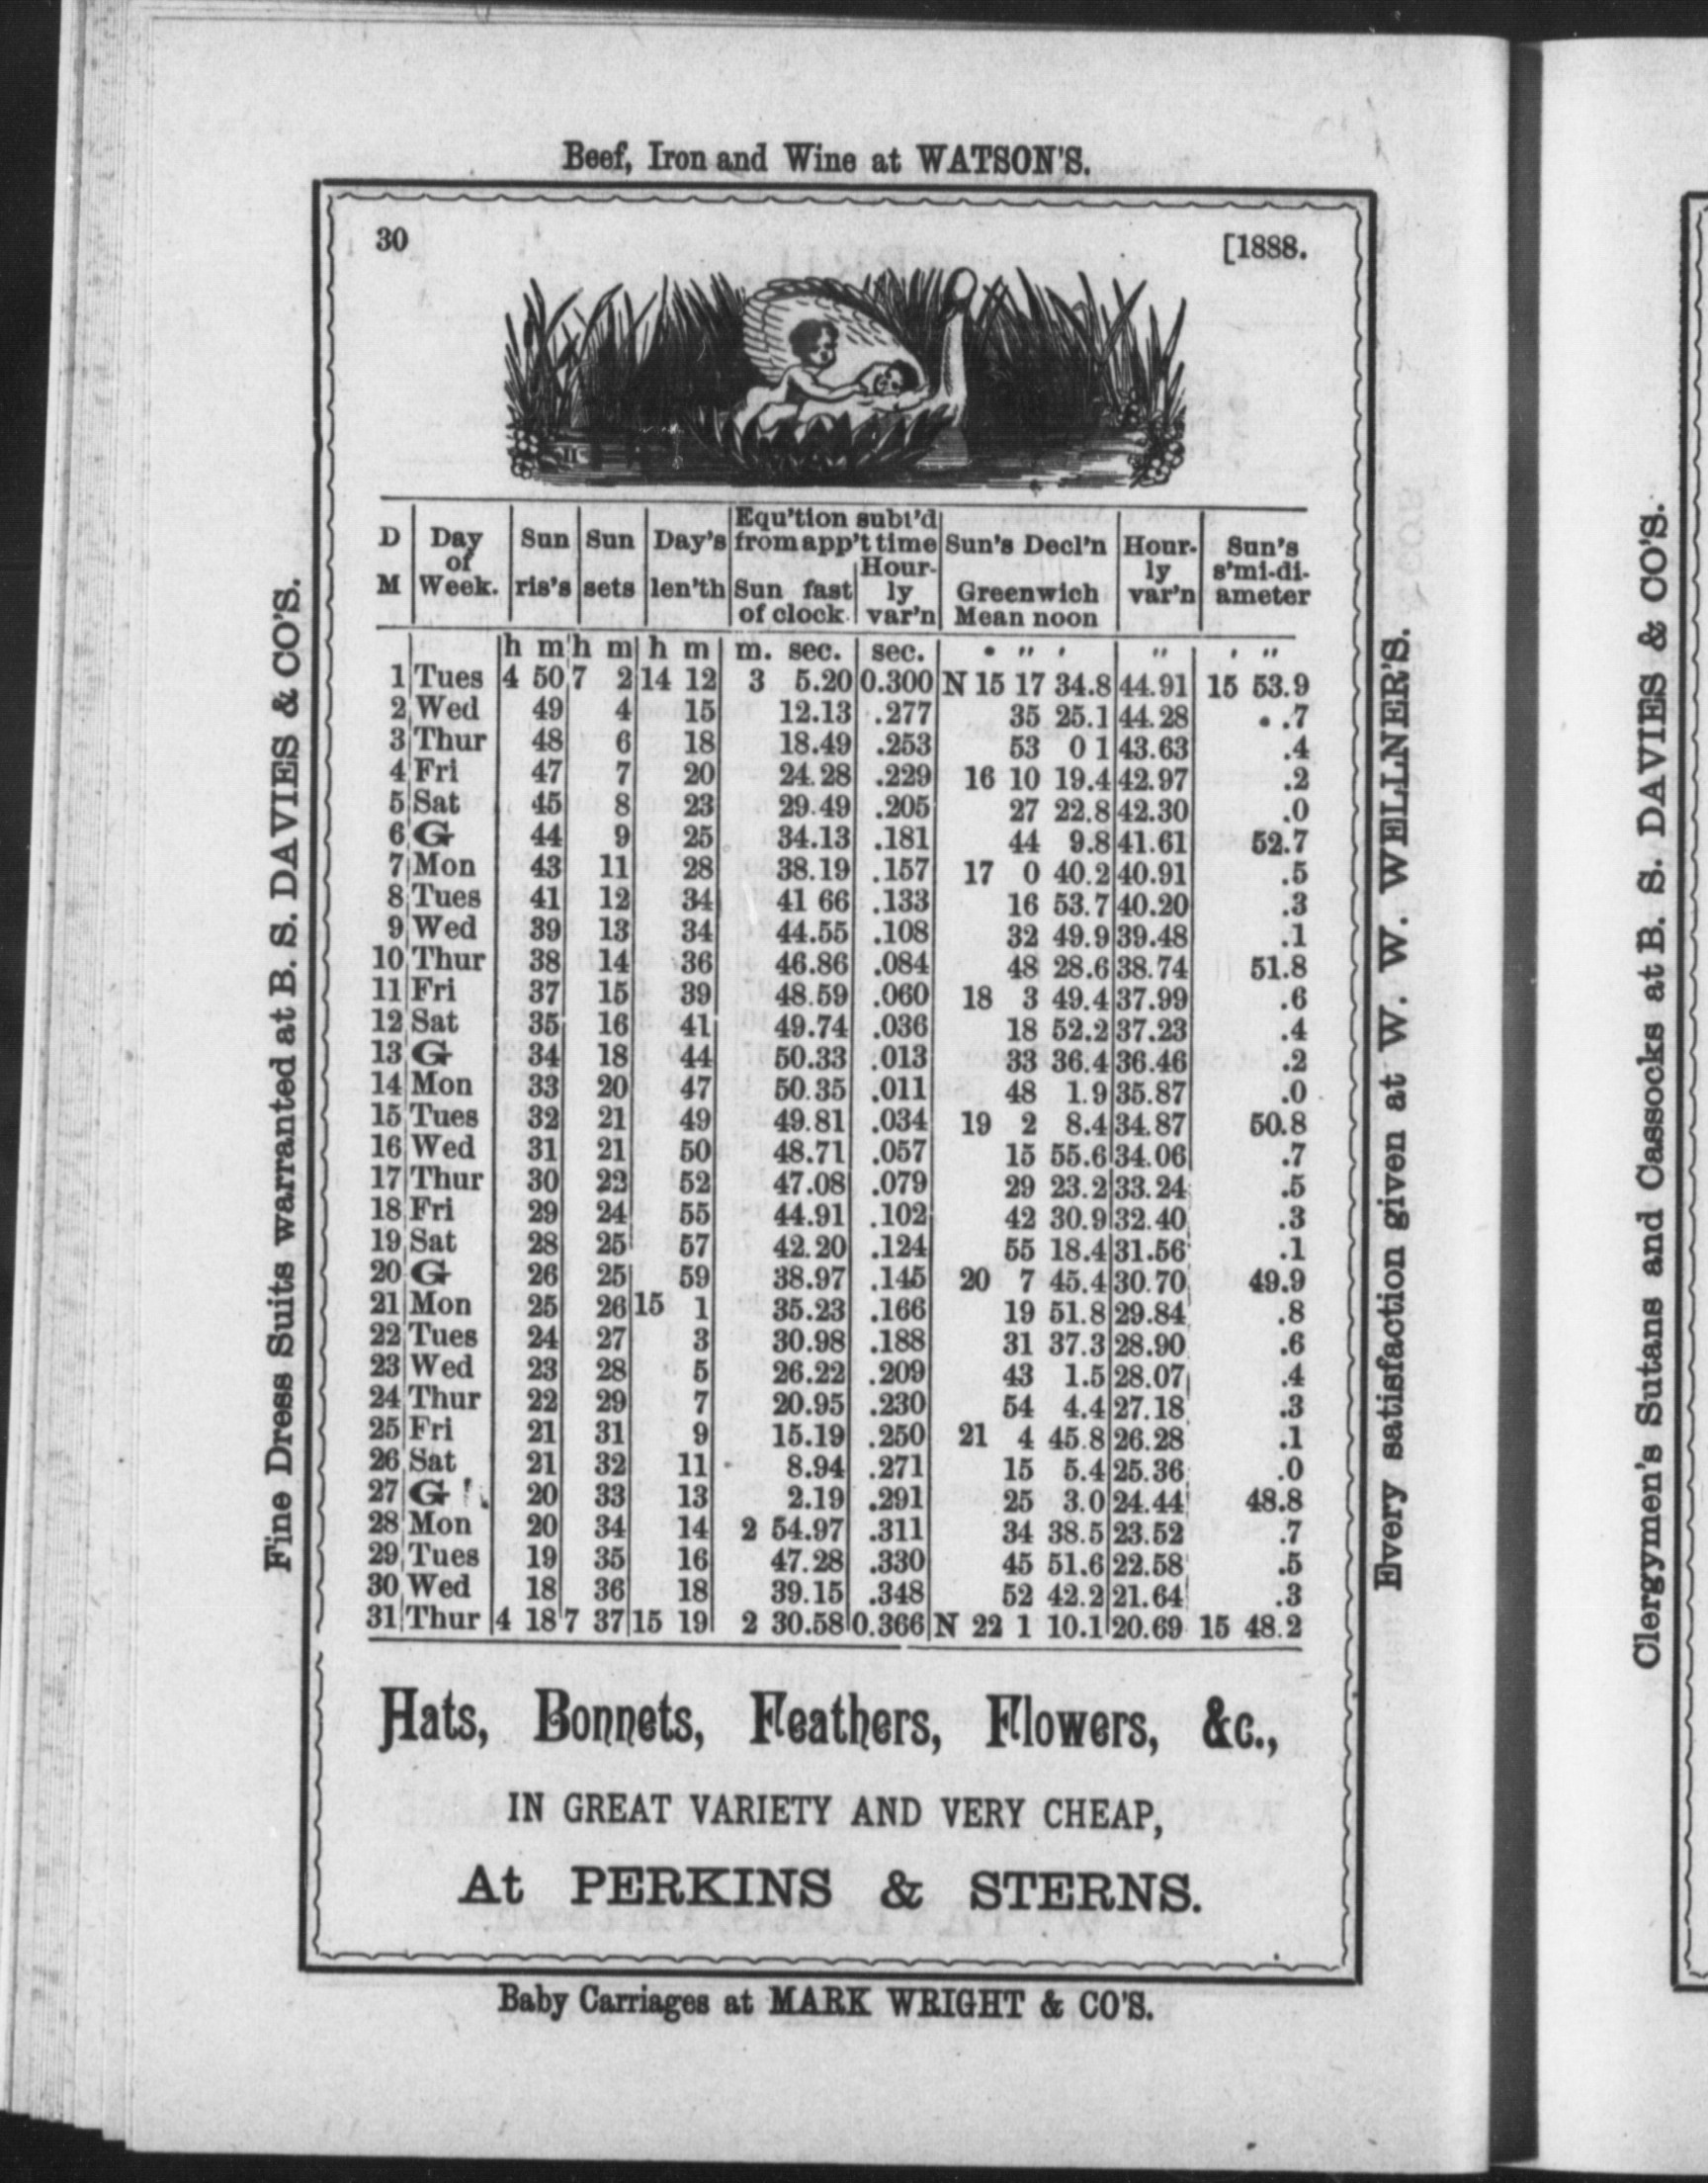 Beef, Iron and Wine at WATSON'S.
30 [1888.
D M | Day of Week. | Sun ris's | Sun sets | Day's len'th | Equ'tion subt'd from app't time Sun fast of clock. | Hour-ly var'n | Sun's Decl'n Greenwich Mean noon | Hour-ly var'n | Sun's s'mi-di-ameter
h m | h m | h m | m. sec. | sec. | ° " ' | " | ' "
1 Tues 4 50 7 2 14 12 3 5.20 0.300 N 15 17 34.8 44.91 15 53.9
2 Wed 49 4 15 12.13 .277 35 25.1 44.28 .7
3 Thur 48 6 18 18.49 .253 53 0 1 43.63 .4
4 Fri 47 7 20 24.28 .229 16 10 19.4 42.97 .2
5 Sat 45 8 23 29.49 .205 27 22.8 42.30 .0
6 G 44 9 25 34.13 .181 44 9.8 41.61 52.7
7 Mon 43 11 28 38.19 .157 17 0 40.2 40.91 .5
8 Tues 41 12 34 41 66 .133 16 53.7 40.20 .3
9 Wed 39 13 34 44.55 .108 32 49.9 39.48 .1
10 Thur 38 14 36 46.86 .084 48 28.6 38.74 51.8
11 Fri 37 15 39 48.59 .060 18 3 49.4 37.99 .6
12 Sat 35 16 41 49.74 .036 18 52.2 37.23 .4
13 G 34 18 44 50.33 .013 33 36.4 36.46 .2
14 Mon 33 20 47 50.35 .011 48 1.9 35.87 .0
15 Tues 32 21 49 49.81 .034 19 2 8.4 34.87 50.8
16 Wed 31 21 50 48.71 .057 15 55.6 34.06 .7
17 Thur 30 22 52 47.08 .079 29 23.2 33.24 .5
18 Fri 29 24 55 44.91 .102 42 30.9 32.40 .3
19 Sat 28 25 57 42.20 .124 55 18.4 31.56 .1
20 G 26 25 59 38.97 .145 20 7 45.4 30.70 49.9
21 Mon 25 26 15 1 35.23 .166 19 51.8 29.84 .8
22 Tues 24 27 3 30.98 .188 31 37.3 28.90 .6
23 Wed 23 28 5 26.22 .209 43 1.5 28.07 .4
24 Thur 22 29 7 20.95 .230 54 4.4 27.18 .3
25 Fri 21 31 9 15.19 .250 21 4 45.8 26.28 .1
26 Sat 21 32 11 8.94 .271 15 5.4 25.36 .0
27 G 20 33 13 2.19 .291 25 3.0 24.44 48.8
28 Mon 20 34 14 2 54.97 .311 34 38.5 23.52 .7
29 Tues 19 35 16 47.28 .330 45 51.6 22.58 .5
30 Wed 18 36 18 39.15 .348 52 42.2 21.64 .3
31 Thur 4 18 7 37 15 19 2 30.58 0.366 N 22 1 10.1 20.69 15 48.2
Hats, Bonnets, Feathers, Flowers, &c.,
IN GREAT VARIETY AND VERY CHEAP,
At PERKINS & STERNS.
Baby Carriages at MARK WRIGHT & CO'S.
Fine Dress Suits warranted at B. S. DAVIES & CO'S.
Every satisfaction given at W. W. WELLNER'S.
Clergymen's Sutans and Cassocks at B. S. DAVIES & CO'S.